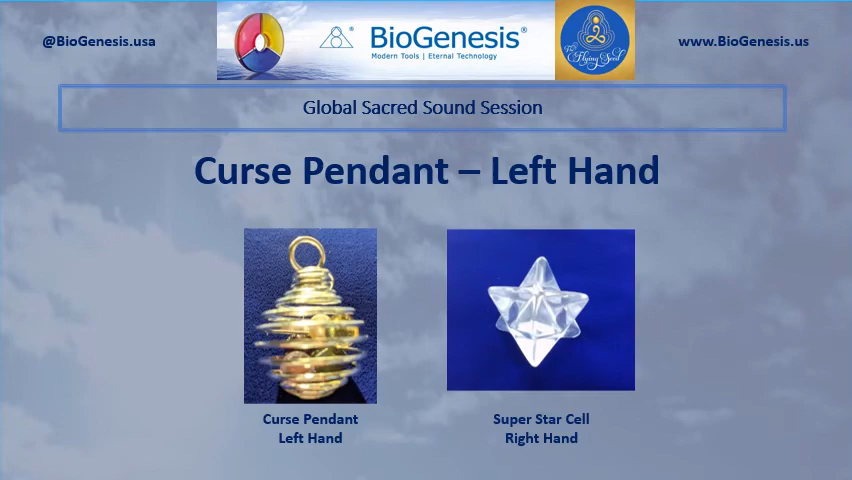 @BioGenesis.usa
BioGenesis®
Modern Tools | Eternal Technology
The Flying Seed
www.BioGenesis.us
Global Sacred Sound Session
Curse Pendant – Left Hand
Curse Pendant
Left Hand
Super Star Cell
Right Hand